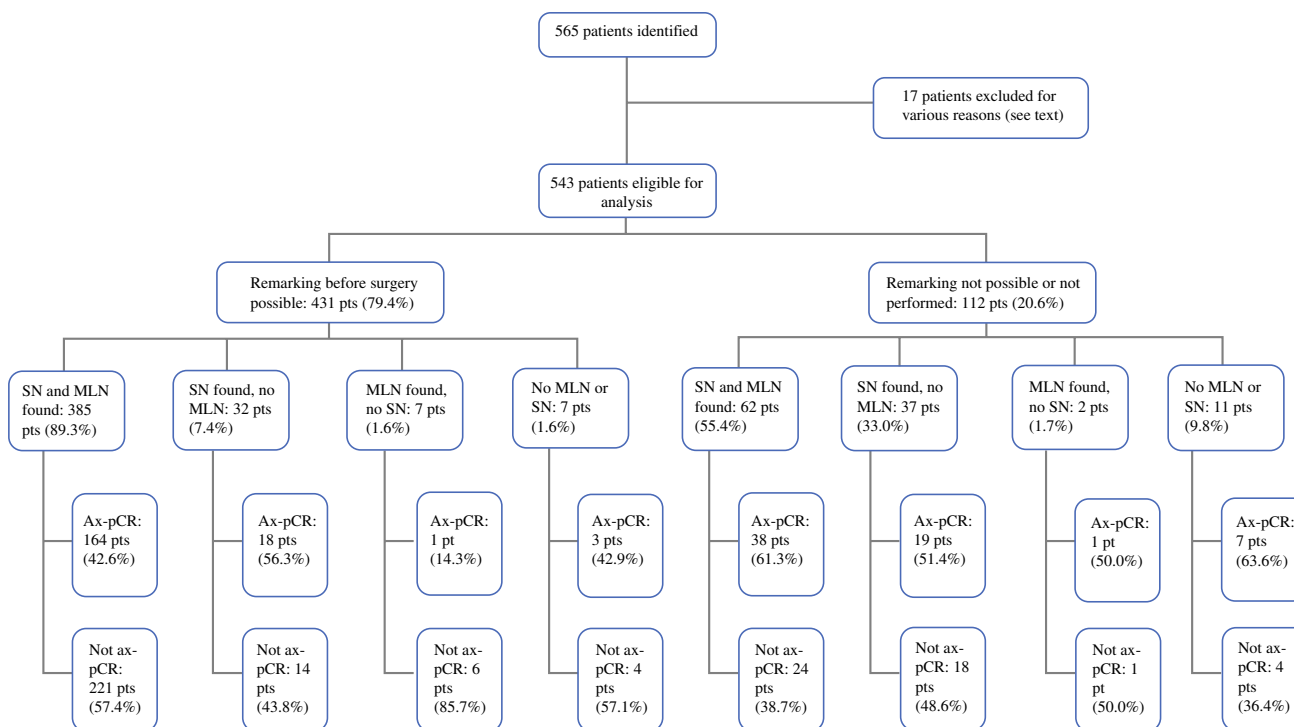 565 patients identified
17 patients excluded for
various reasons (see text)
543 patients eligible for
analysis
Remarking before surgery
possible: 431 pts (79.4%)
Remarking not possible or not
performed: 112 pts (20.6%)
SN and MLN
found: 385
pts (89.3%)
SN found, no
MLN: 32 pts
(7.4%)
MLN found,
no SN: 7 pts
(1.6%)
No MLN or
SN: 7 pts
(1.6%)
SN and MLN
found: 62 pts
(55.4%)
SN found, no
MLN: 37 pts
(33.0%)
MLN found,
no SN: 2 pts
(1.7%)
No MLN or
SN: 11 pts
(9.8%)
Ax-pCR:
164 pts
(42.6%)
Ax-pCR:
18 pts
(56.3%)
Ax-pCR:
1 pt
(14.3%)
Ax-pCR:
3 pts
(42.9%)
Ax-pCR:
38 pts
(61.3%)
Ax-pCR:
19 pts
(51.4%)
Ax-pCR:
1 pt
(50.0%)
Ax-pCR:
7 pts
(63.6%)
Not ax-
pCR:
221 pts
(57.4%)
Not ax-
pCR: 14
pts
(43.8%)
Not ax-
pCR: 6
pts
(85.7%)
Not ax-
pCR: 4
pts
(57.1%)
Not ax-
pCR: 24
pts
(38.7%)
Not ax-
pCR: 18
pts
(48.6%)
Not ax-
pCR: 1
pt
(50.0%)
Not ax-
pCR: 4
pts
(36.4%)